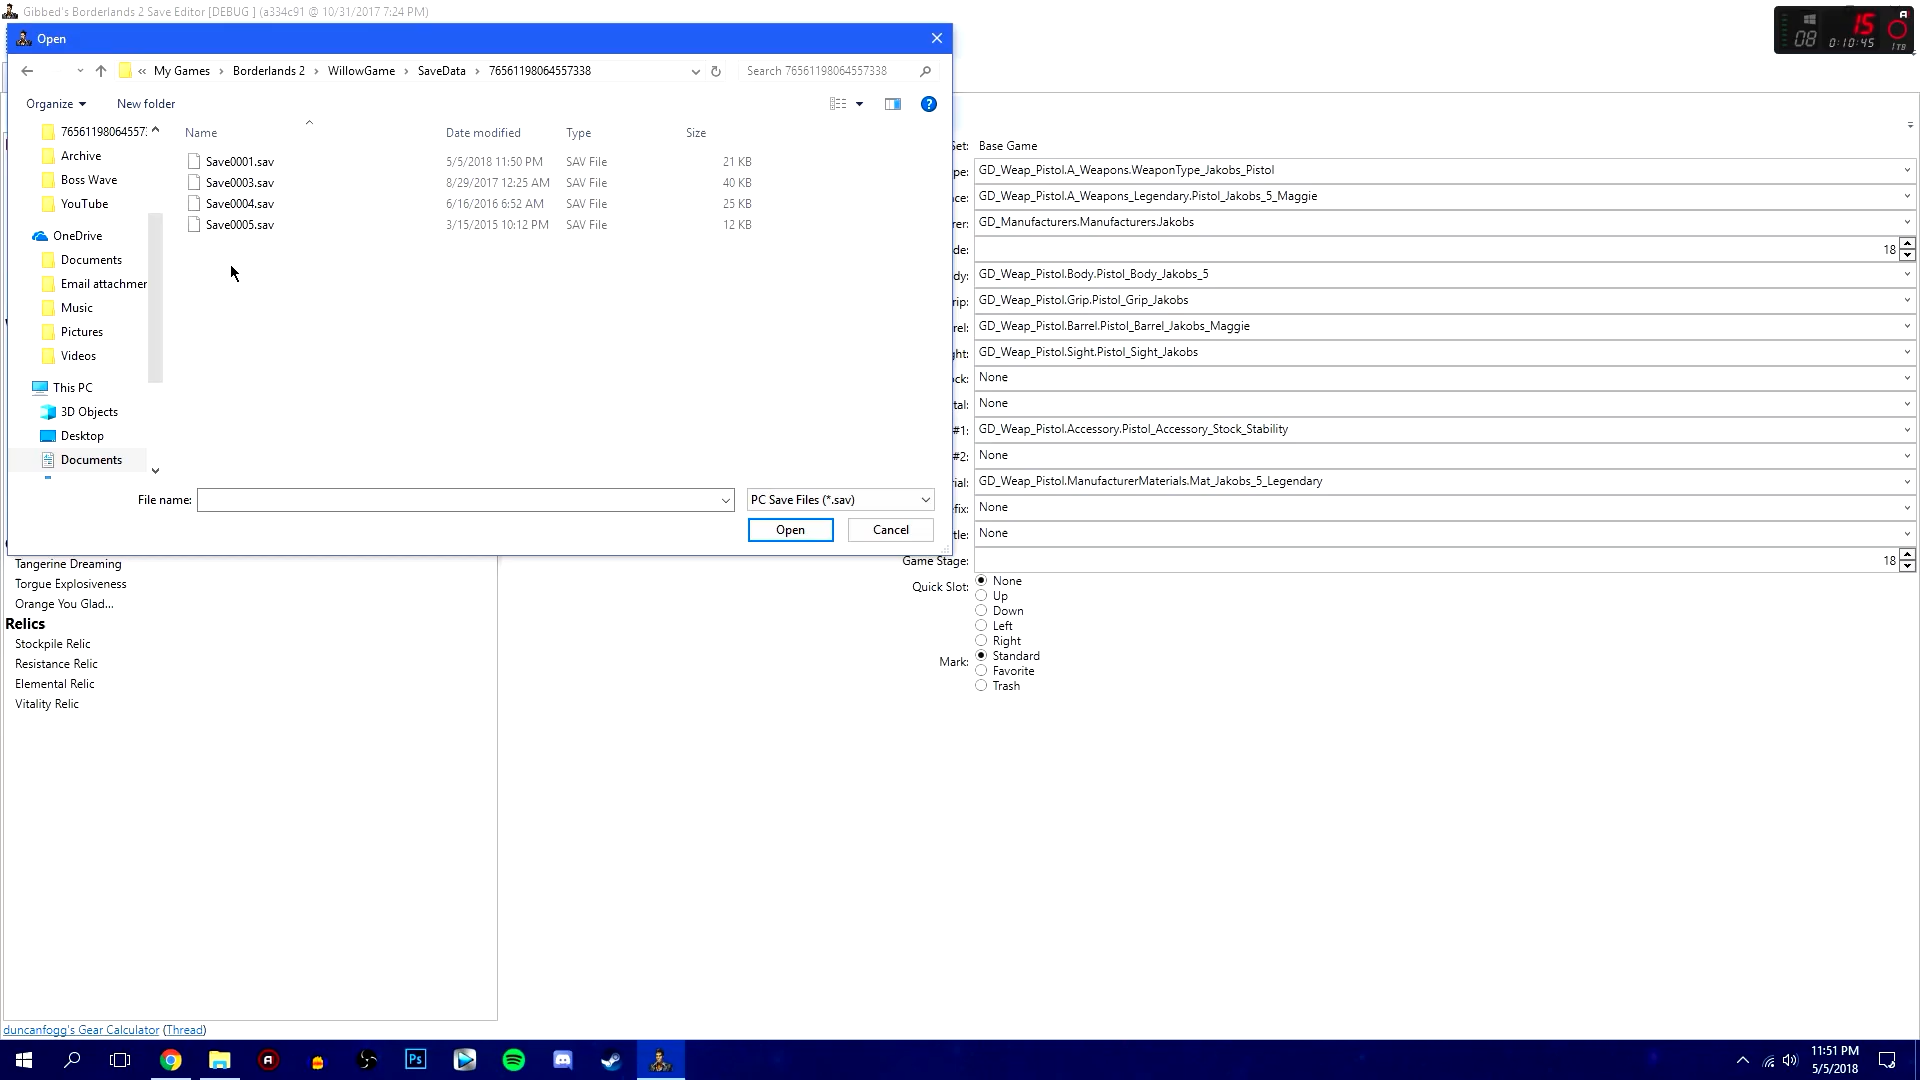 Gibbed's Borderlands 2 Save Editor [DEBUG ] (a334c91 @ 10/31/2017 7:24 PM)
Open
« My Games › Borderlands 2 › WillowGame › SaveData › 76561198064557338
Search 76561198064557338
Organize
New folder
Name Date modified Type Size
Save0001.sav 5/5/2018 11:50 PM SAV File 21 KB
Save0003.sav 8/29/2017 12:25 AM SAV File 40 KB
Save0004.sav 6/16/2016 6:52 AM SAV File 25 KB
Save0005.sav 3/15/2015 10:12 PM SAV File 12 KB
76561198064557:
Archive
Boss Wave
YouTube
OneDrive
Documents
Email attachmer
Music
Pictures
Videos
This PC
3D Objects
Desktop
Documents
File name:
PC Save Files (*.sav)
Open
Cancel
Set: Base Game
pe: GD_Weap_Pistol.A_Weapons.WeaponType_Jakobs_Pistol
ce: GD_Weap_Pistol.A_Weapons_Legendary.Pistol_Jakobs_5_Maggie
rer: GD_Manufacturers.Manufacturers.Jakobs
de: 18
dy: GD_Weap_Pistol.Body.Pistol_Body_Jakobs_5
rip: GD_Weap_Pistol.Grip.Pistol_Grip_Jakobs
rel: GD_Weap_Pistol.Barrel.Pistol_Barrel_Jakobs_Maggie
ht: GD_Weap_Pistol.Sight.Pistol_Sight_Jakobs
ck: None
tal: None
#1: GD_Weap_Pistol.Accessory.Pistol_Accessory_Stock_Stability
#2: None
ial: GD_Weap_Pistol.ManufacturerMaterials.Mat_Jakobs_5_Legendary
fix: None
tle: None
Game Stage: 18
Quick Slot: None
Up
Down
Left
Right
Mark: Standard
Favorite
Trash
Tangerine Dreaming
Torgue Explosiveness
Orange You Glad...
Relics
Stockpile Relic
Resistance Relic
Elemental Relic
Vitality Relic
duncanfogg's Gear Calculator (Thread)
08 15 0:10:45 1TB
Ps
11:51 PM
5/5/2018